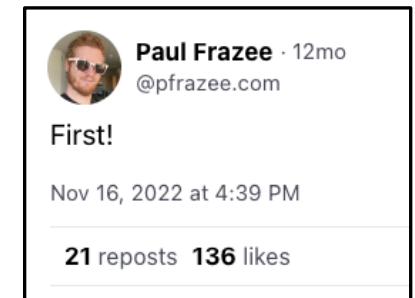 Paul Frazee · 12mo
@pfrazee.com
First!
Nov 16, 2022 at 4:39 PM
21 reposts 136 likes